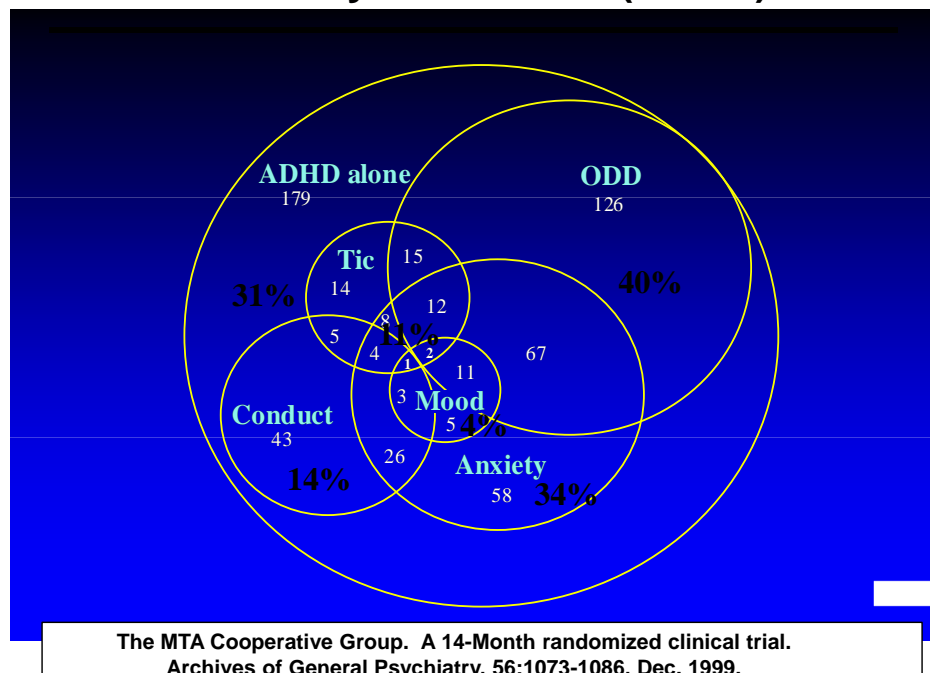 ADHD alone
179
ODD
126
Tic
15
14
40%
31%
12
8
11%
5
4
2
67
1
11
3
Mood
Conduct
5
4%
43
26
Anxiety
14%
58
34%
The MTA Cooperative Group. A 14-Month randomized clinical trial.
Archives of General Psychiatry, 56:1073-1086, Dec, 1999.